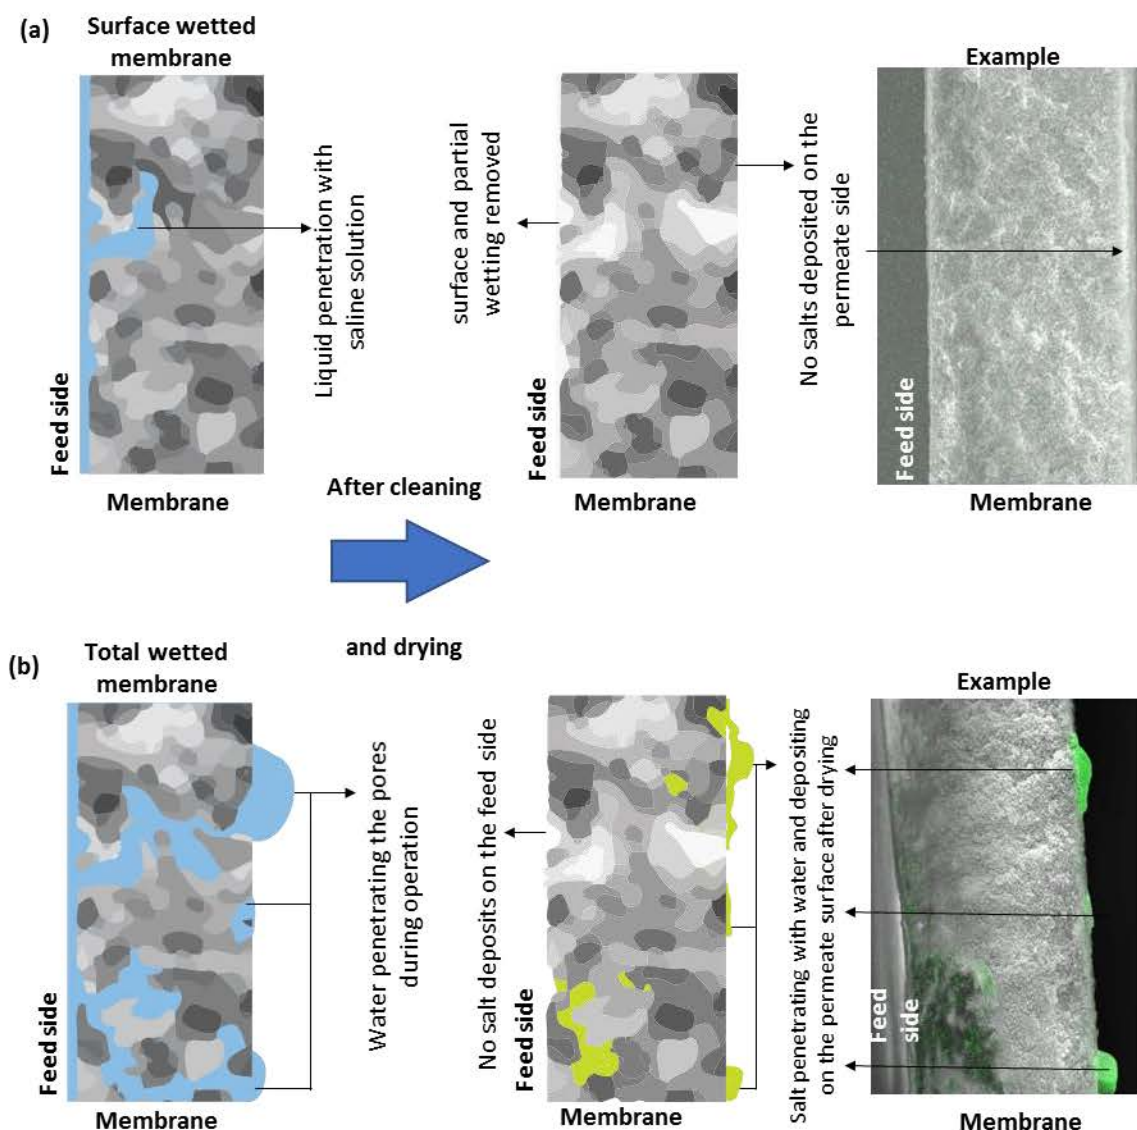 (a)
Surface wetted
membrane
Feed side
Membrane
Liquid penetration with
saline solution
surface and partial
wetting removed
Feed side
Membrane
No salts deposited on the
permeate side
Example
Feed side
Membrane
After cleaning
and drying
(b)
Total wetted
membrane
Feed side
Membrane
Water penetrating the pores
during operation
No salt deposits on the feed side
Feed side
Membrane
Salt penetrating with water and depositing
on the permeate surface after drying
Example
Feed
side
Membrane